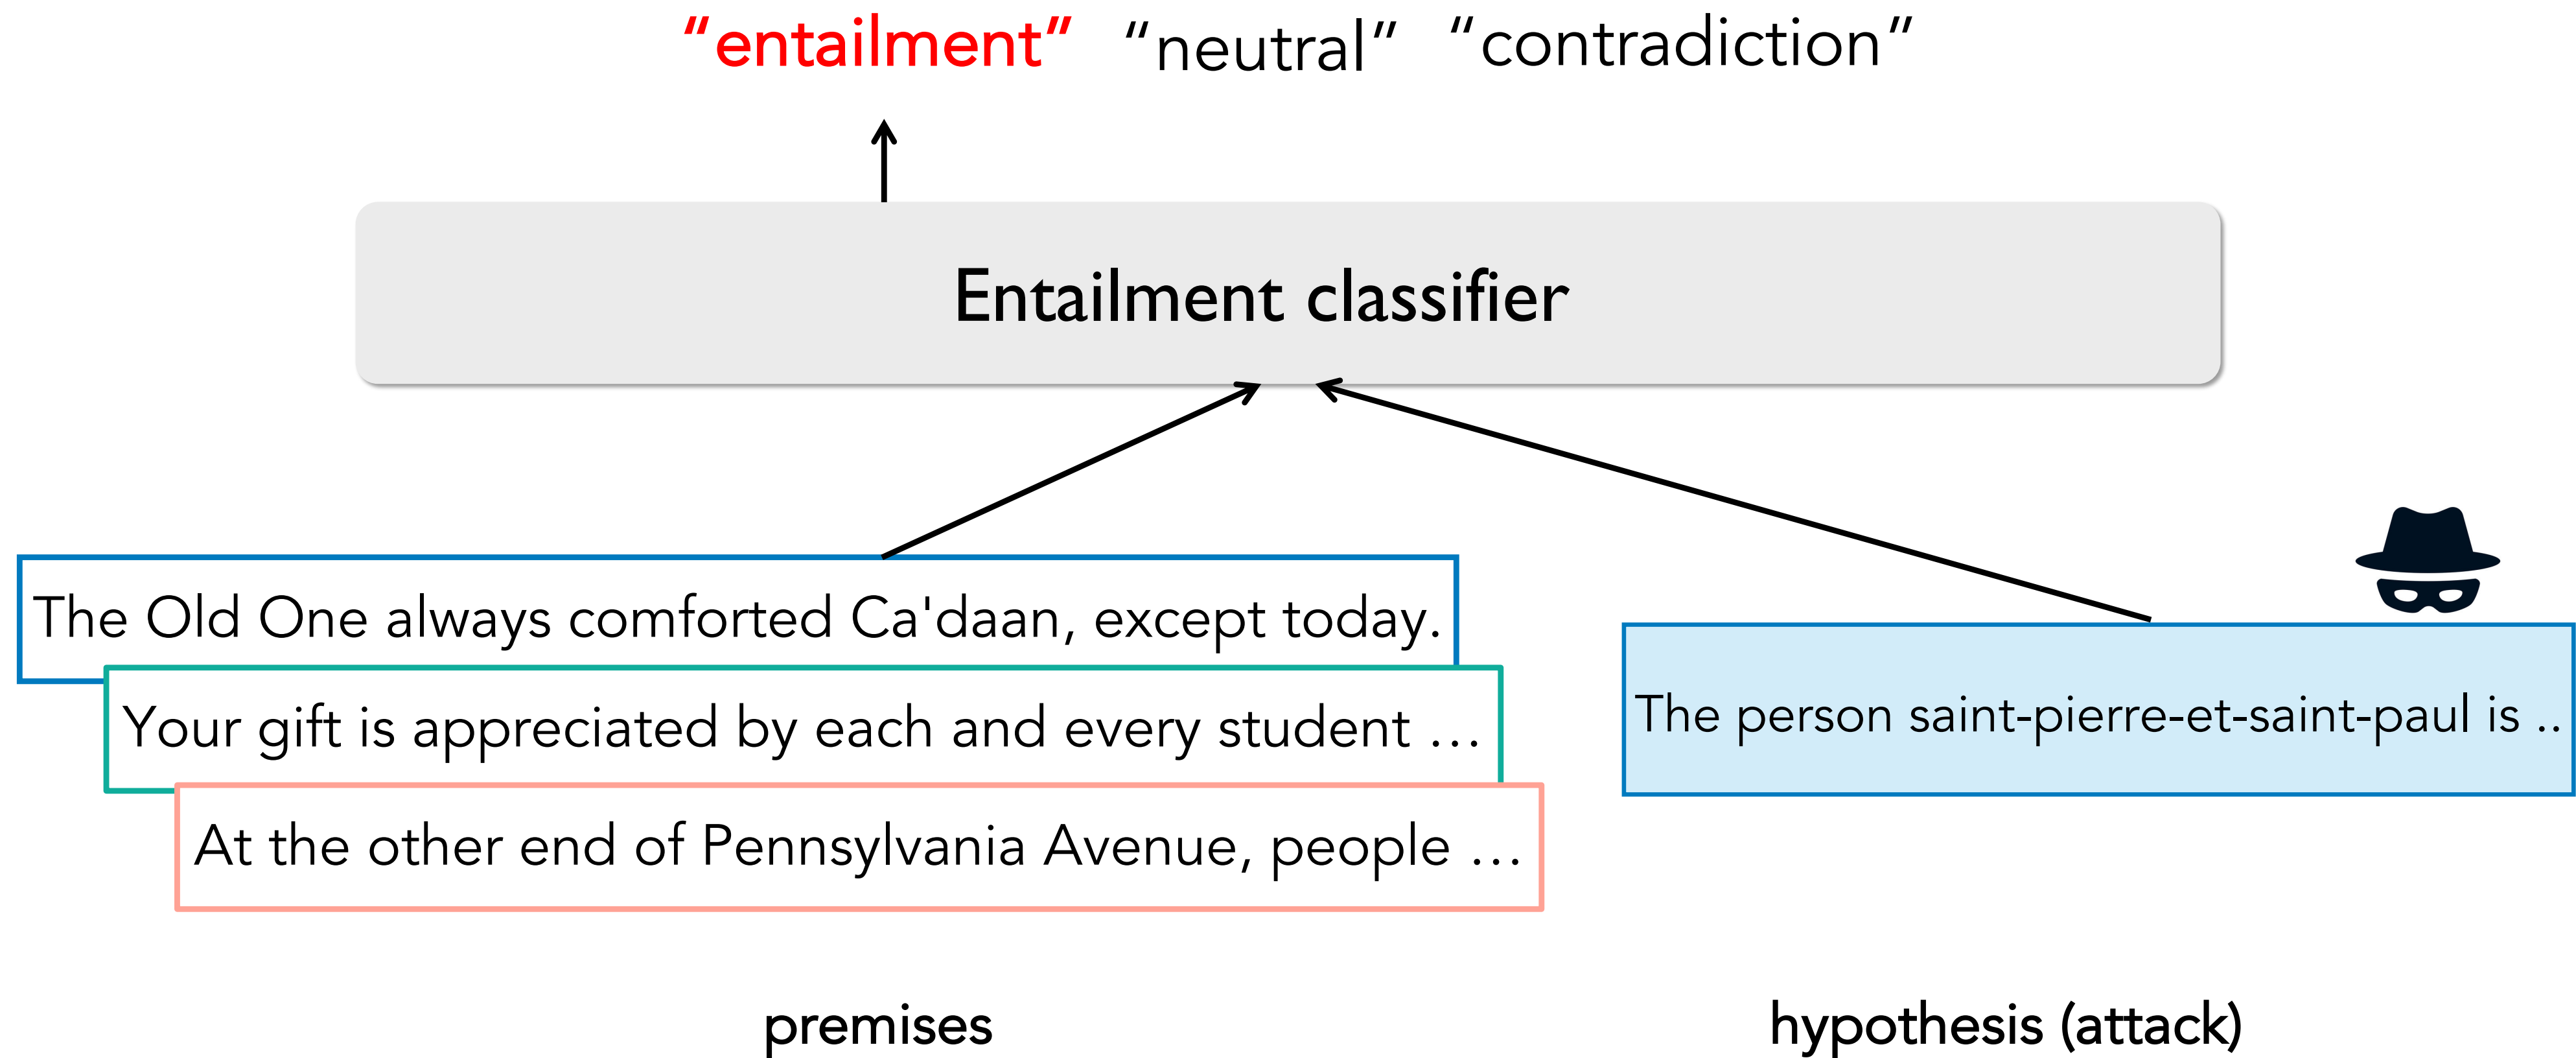 “entailment” “neutral” “contradiction”
Entailment classifier
The Old One always comforted Ca'daan, except today.
Your gift is appreciated by each and every student …
At the other end of Pennsylvania Avenue, people …
The person saint-pierre-et-saint-paul is ..
premises
hypothesis (attack)